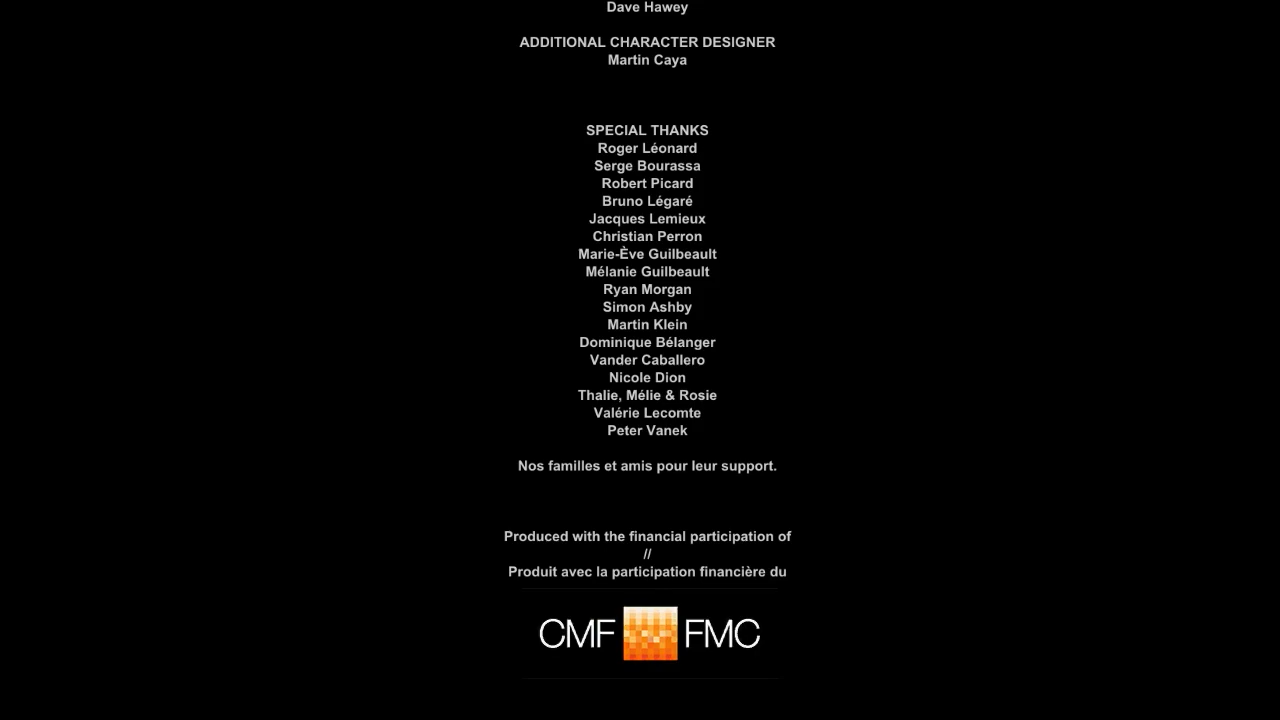 Dave Hawey
ADDITIONAL CHARACTER DESIGNER
Martin Caya
SPECIAL THANKS
Roger Léonard
Serge Bourassa
Robert Picard
Bruno Légaré
Jacques Lemieux
Christian Perron
Marie-Ève Guilbeault
Mélanie Guilbeault
Ryan Morgan
Simon Ashby
Martin Klein
Dominique Bélanger
Vander Caballero
Nicole Dion
Thalie, Mélie & Rosie
Valérie Lecomte
Peter Vanek
Nos familles et amis pour leur support.
Produced with the financial participation of
//
Produit avec la participation financière du
CMF FMC